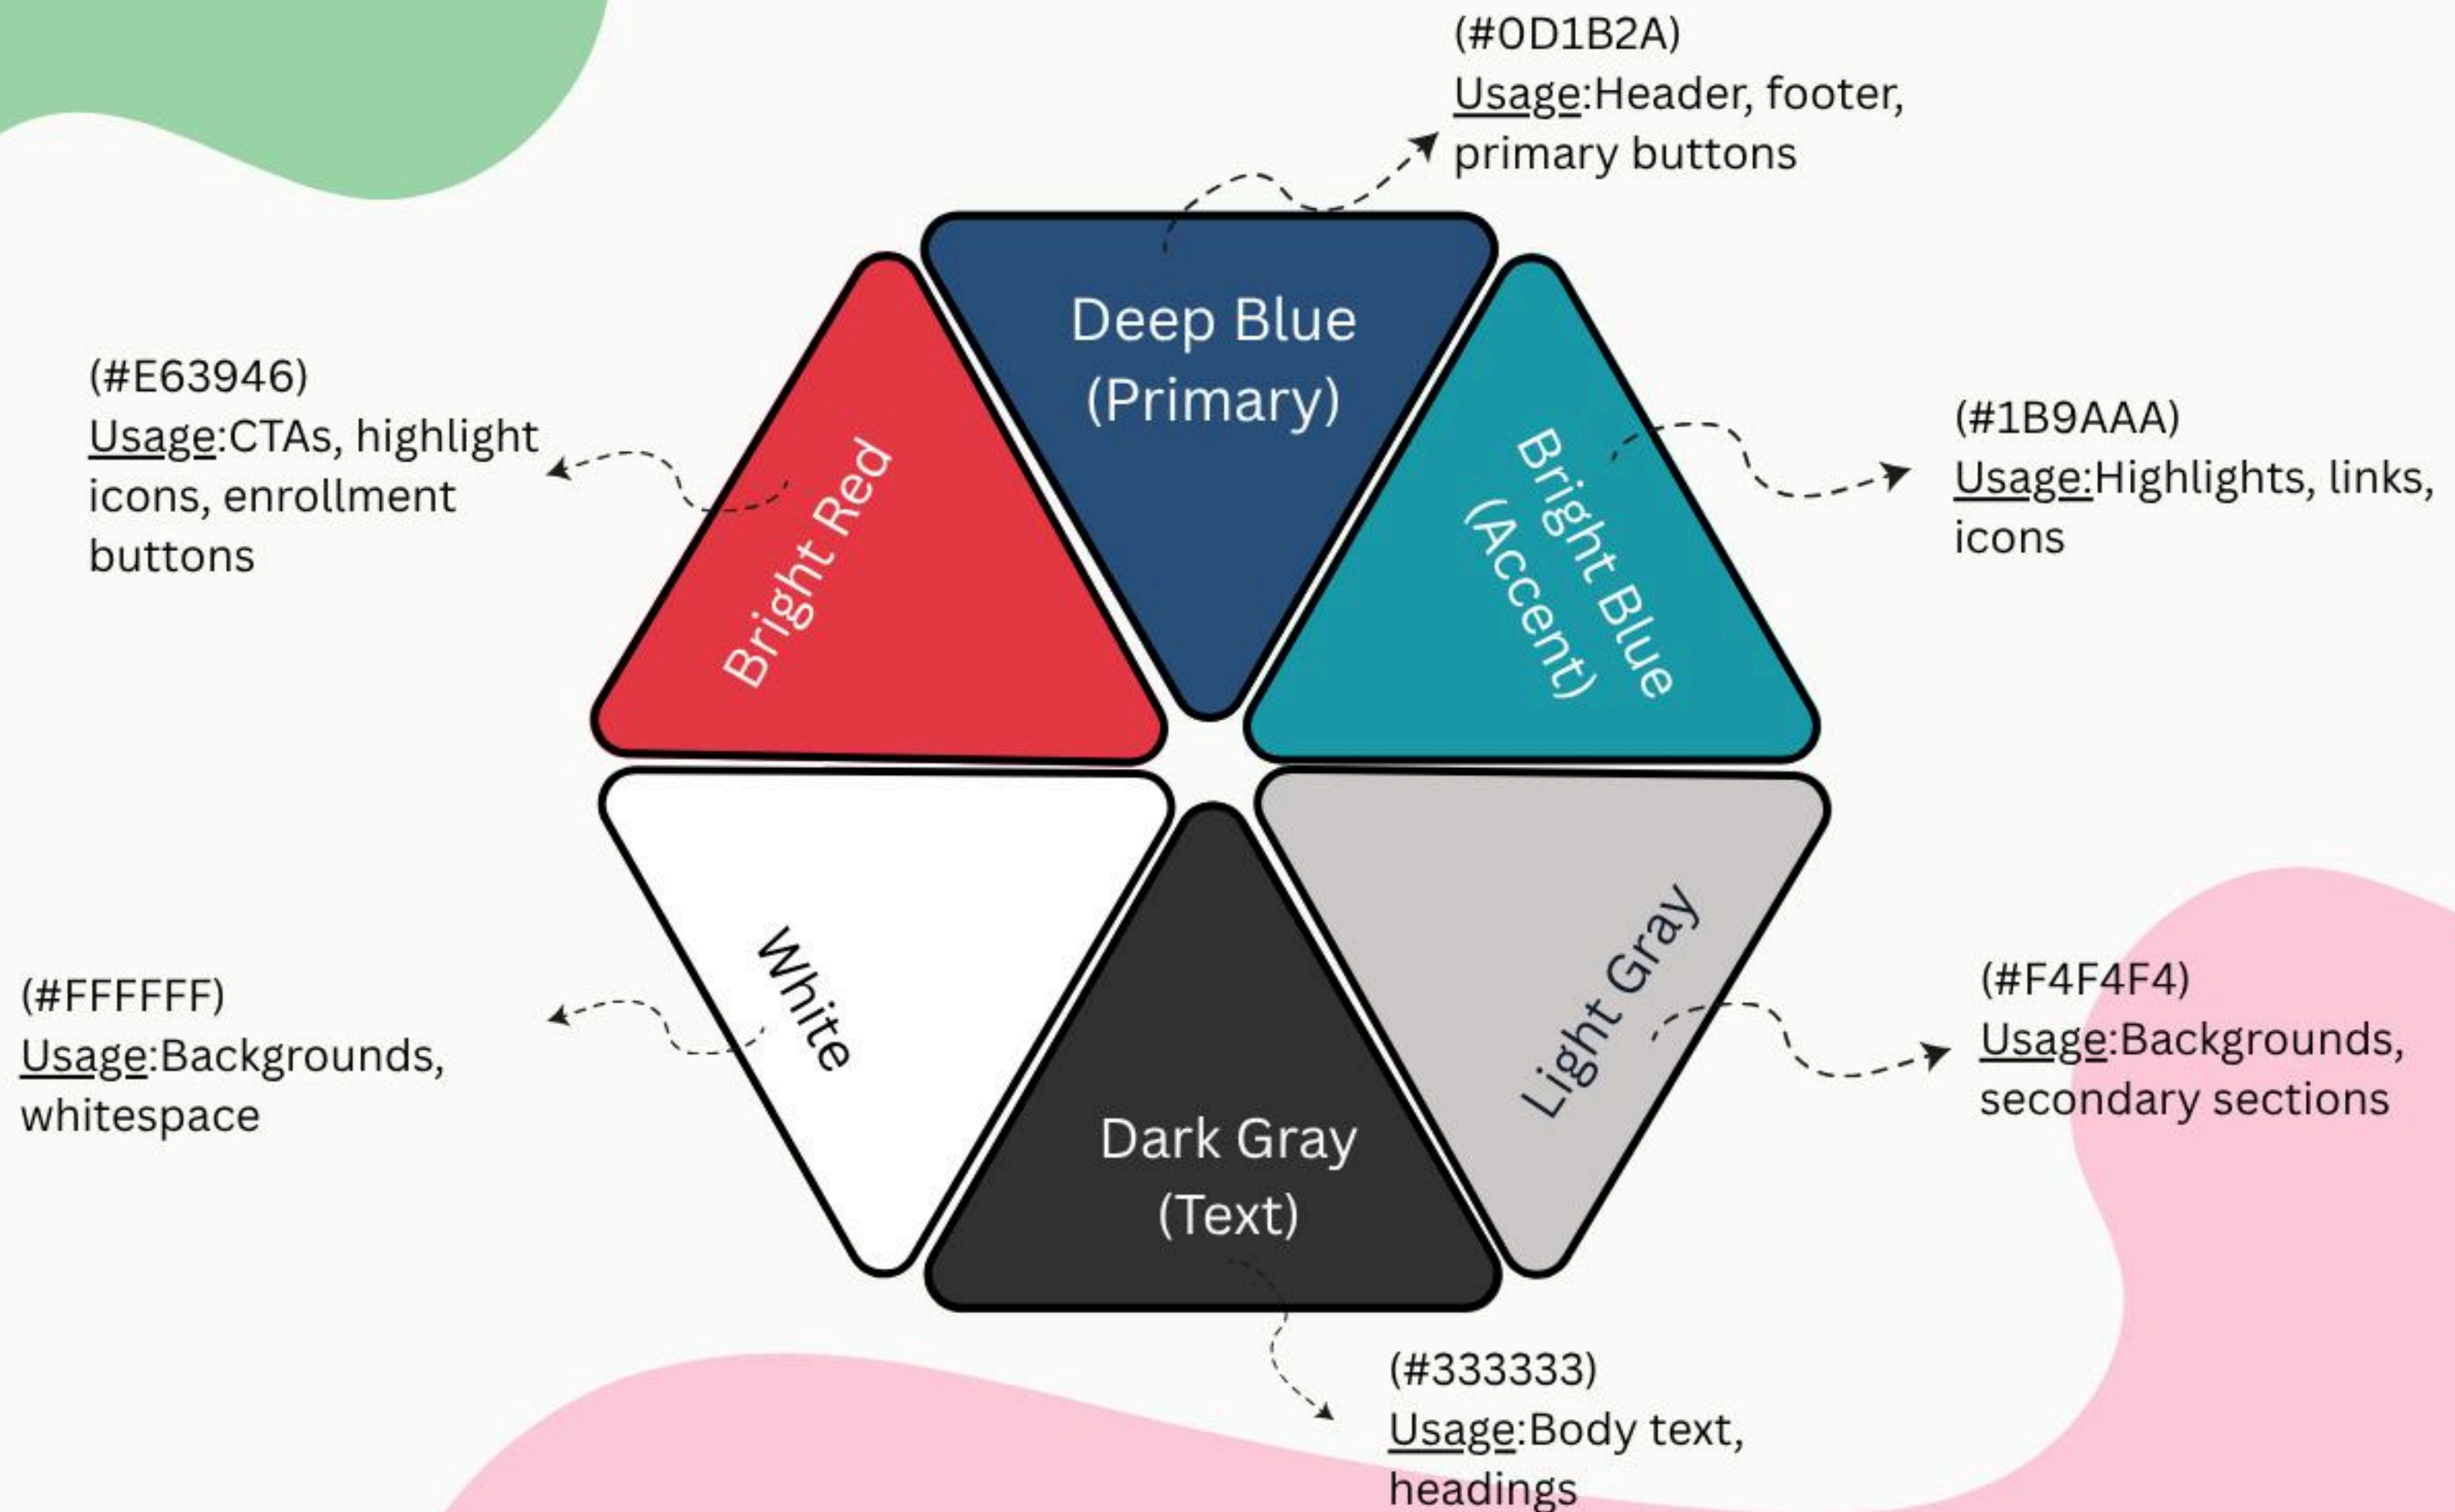 (#0D1B2A)
Usage:Header, footer,
primary buttons
Deep Blue
(Primary)
(#E63946)
Usage:CTAs, highlight
icons, enrollment
buttons
Bright Red
Bright Blue
(Accent)
(#1B9AAA)
Usage:Highlights, links,
icons
White
(#FFFFFF)
Usage:Backgrounds,
whitespace
Dark Gray
(Text)
Light Gray
(#F4F4F4)
Usage:Backgrounds,
secondary sections
(#333333)
Usage:Body text,
headings